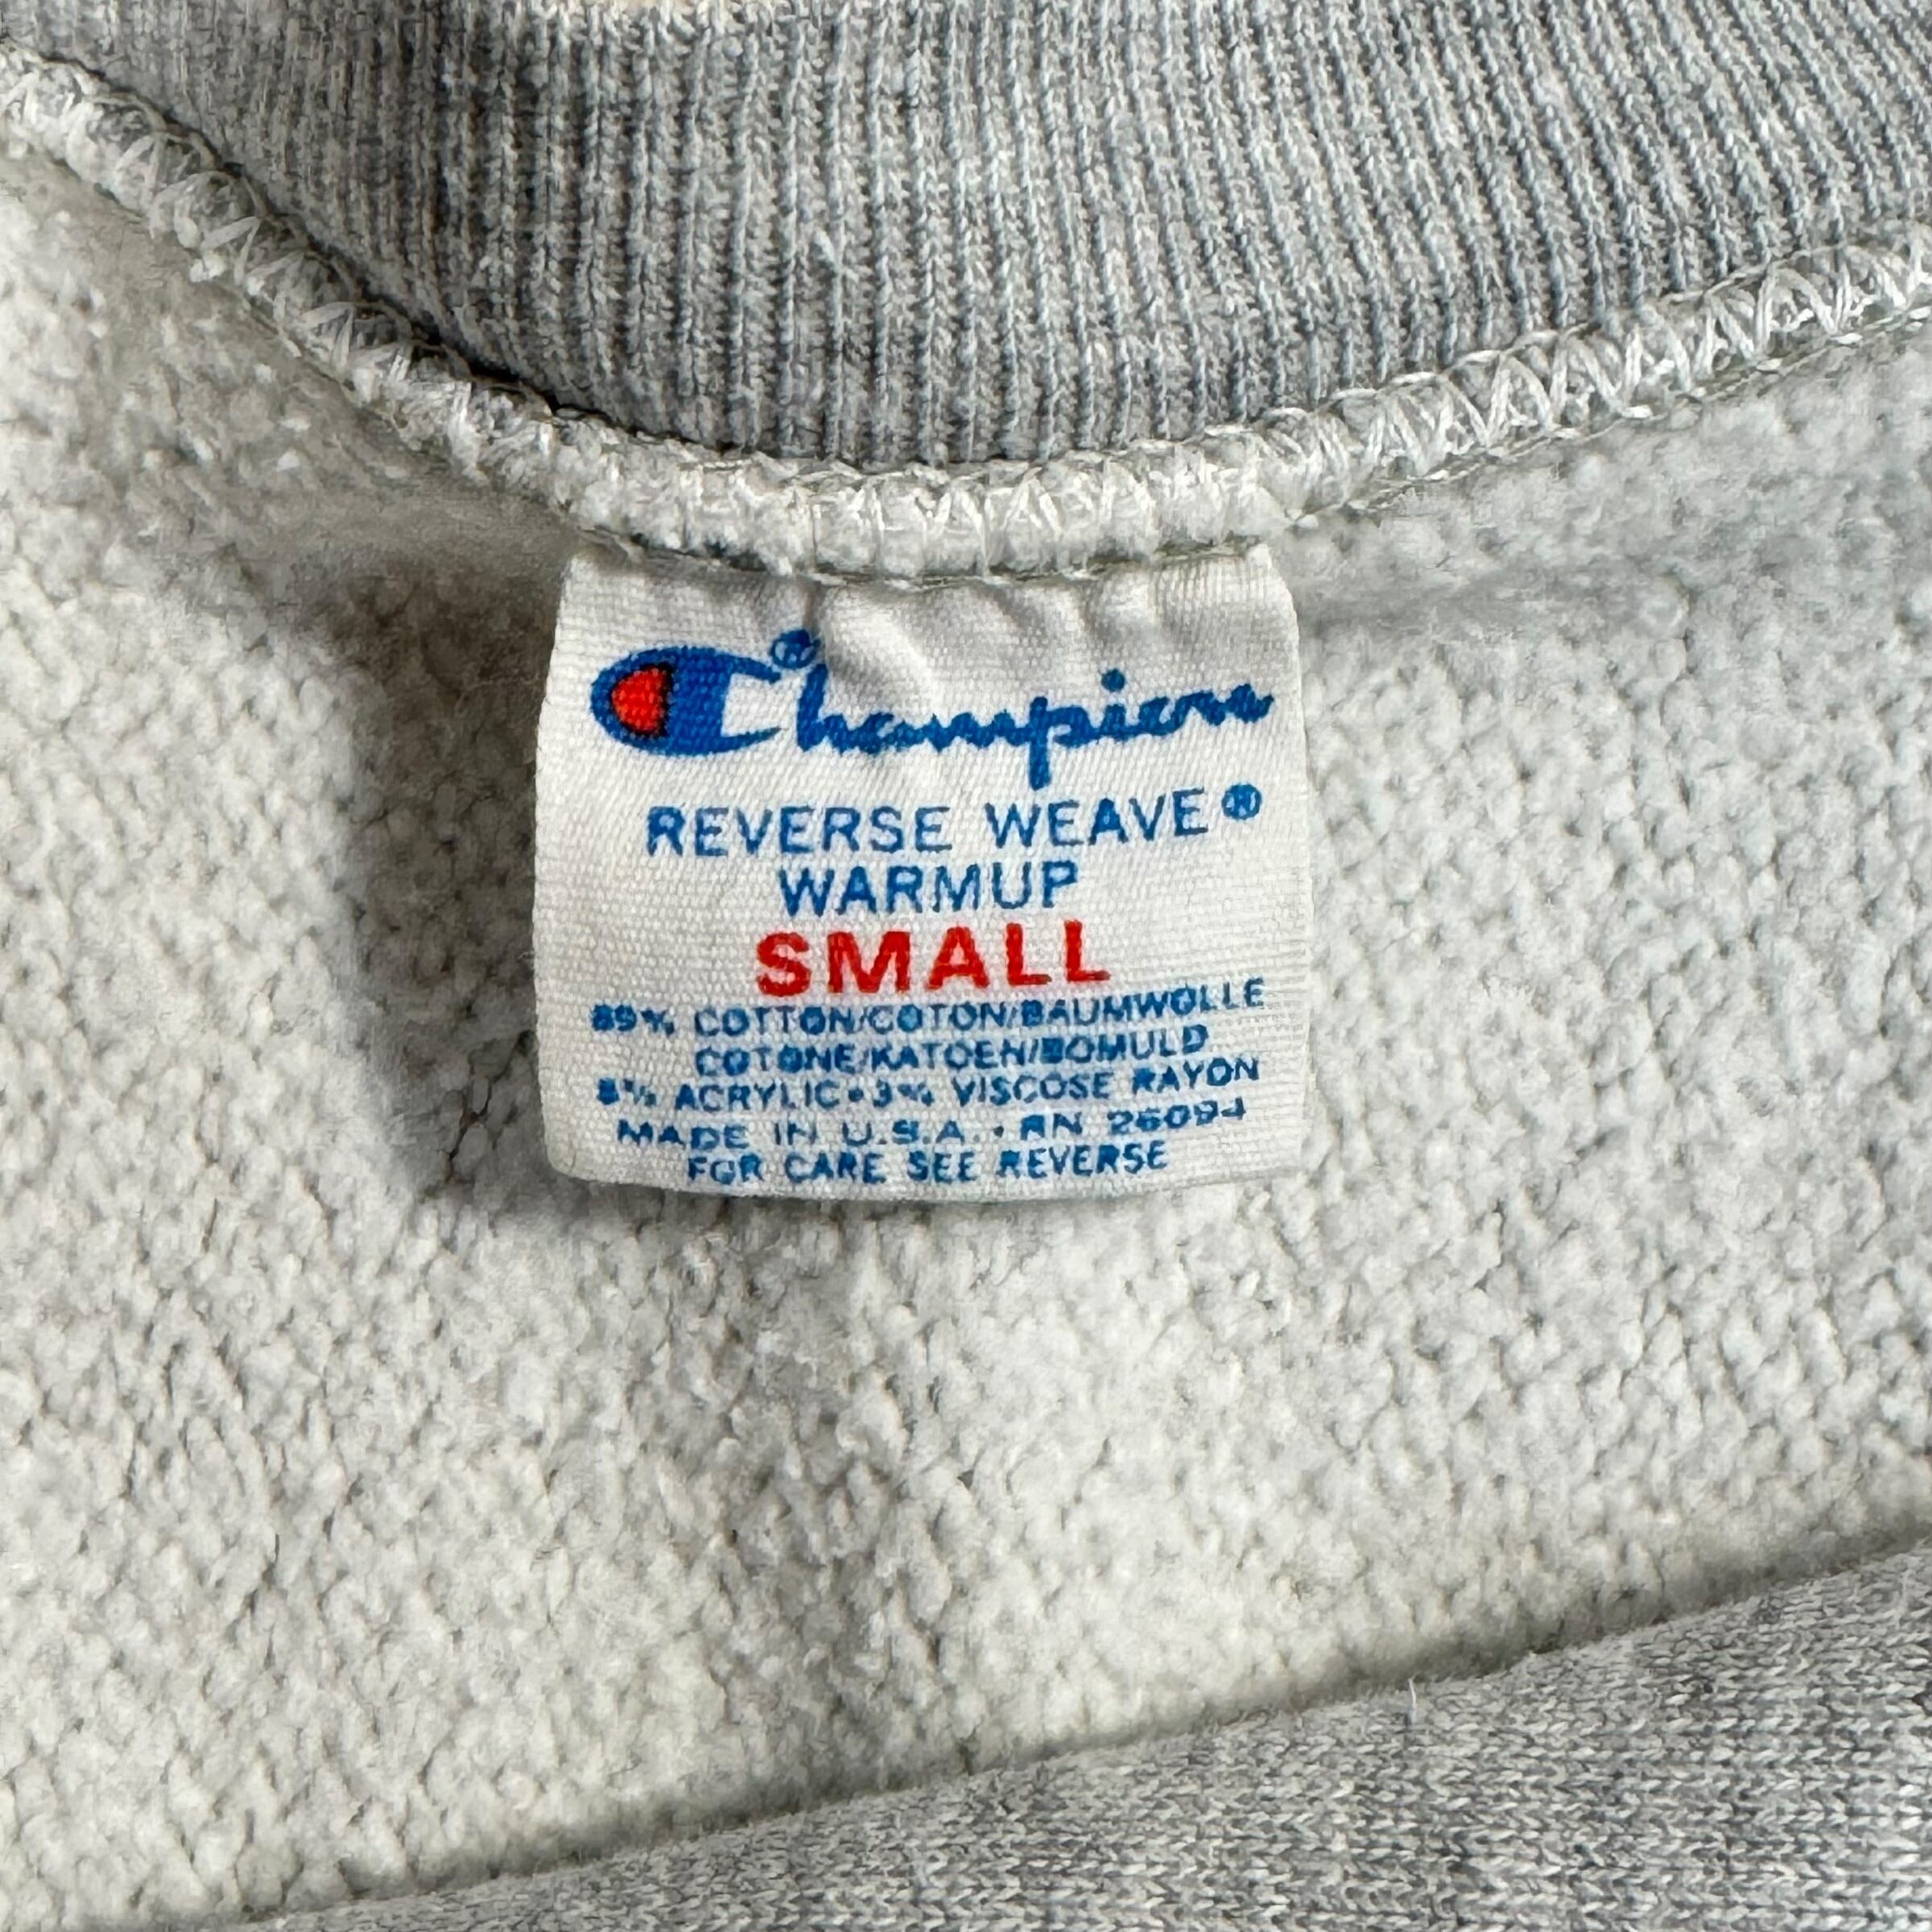 Champion®
REVERSE WEAVE®
WARMUP
SMALL
89% COTTON/COTON/BAUMWOLLE
COTONE/KATOEN/BOMULD
8% ACRYLIC • 3% VISCOSE RAYON
MADE IN U.S.A. • RN 26094
FOR CARE SEE REVERSE